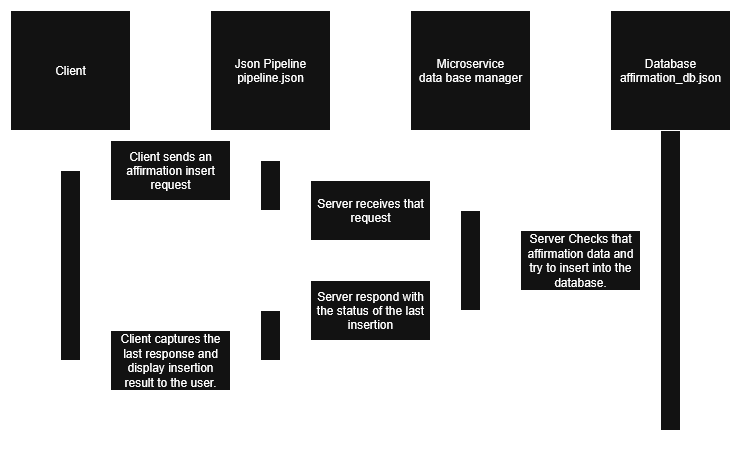 Client
Json Pipeline
pipeline.json
Microservice
data base manager
Database
affirmation_db.json
Client sends an
affirmation insert
request
Server receives that
request
Server Checks that
affirmation data and
try to insert into the
database.
Server respond with
the status of the last
insertion
Client captures the
last response and
display insertion
result to the user.